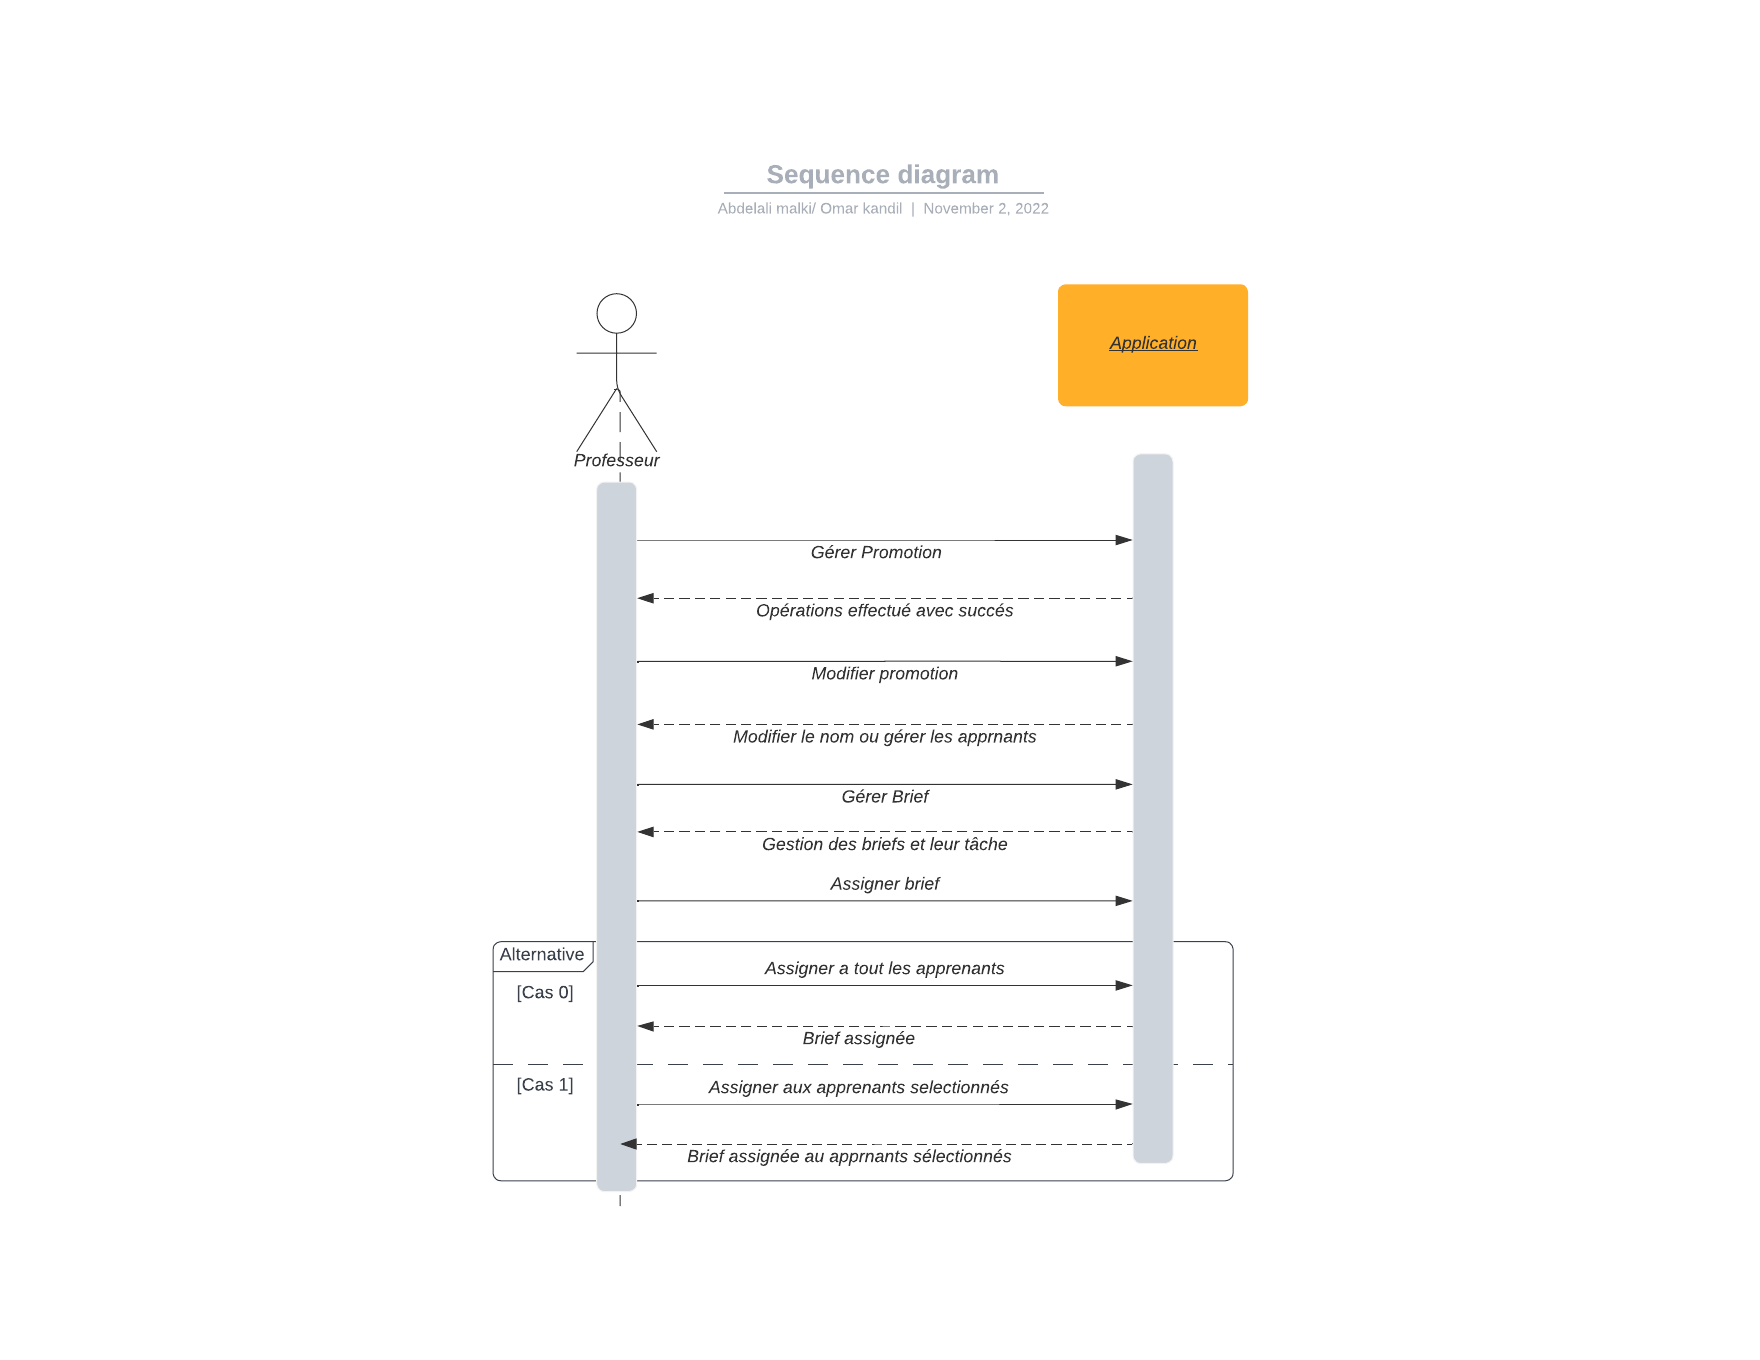 Sequence diagram
Abdelali malki/ Omar kandil | November 2, 2022
Application
Professeur
Gérer Promotion
Opérations effectué avec succés
Modifier promotion
Modifier le nom ou gérer les apprnants
Gérer Brief
Gestion des briefs et leur tâche
Assigner brief
Alternative
Assigner a tout les apprenants
[Cas 0]
Brief assignée
[Cas 1]
Assigner aux apprenants selectionnés
Brief assignée au apprnants sélectionnés